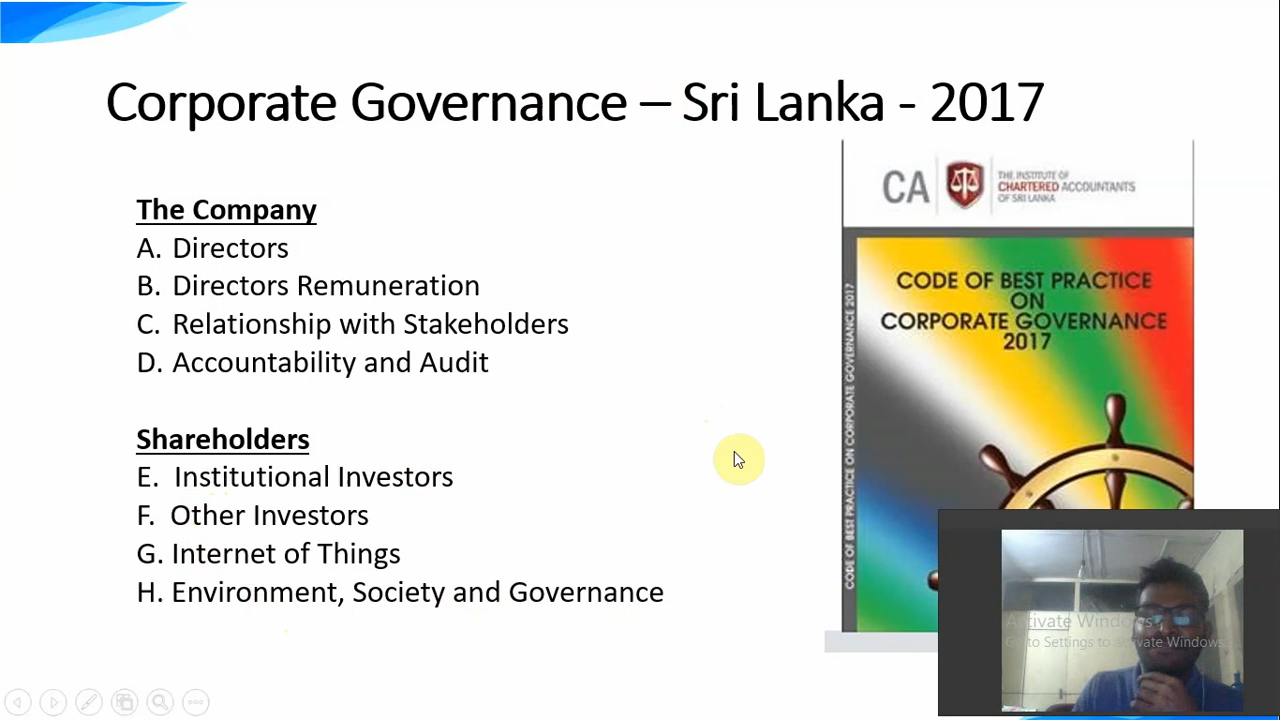 Corporate Governance – Sri Lanka - 2017
The Company
A. Directors
B. Directors Remuneration
C. Relationship with Stakeholders
D. Accountability and Audit
Shareholders
E. Institutional Investors
F. Other Investors
G. Internet of Things
H. Environment, Society and Governance
CA
THE INSTITUTE OF
CHARTERED ACCOUNTANTS
OF SRI LANKA
CODE OF BEST PRACTICE
ON
CORPORATE GOVERNANCE
2017
CODE OF BEST PRACTICE ON CORPORATE GOVERNANCE 2017
Activate Windows
Go to Settings to activate Windows.